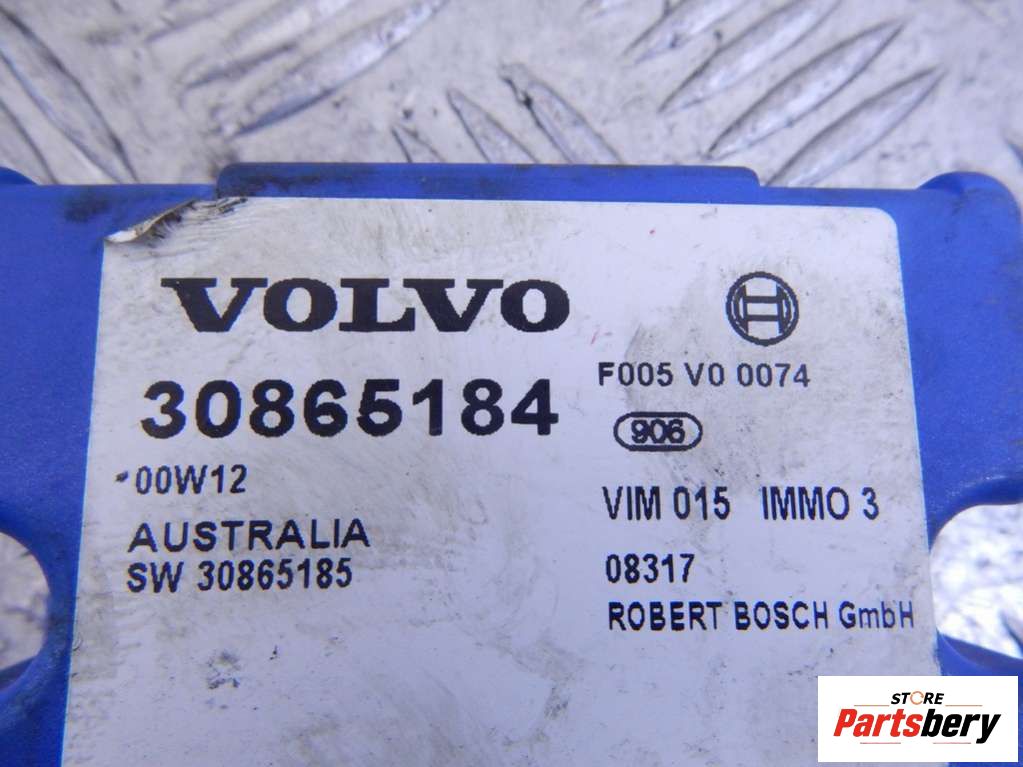 VOLVO
30865184
00W12
AUSTRALIA
SW 30865185
F005 V0 0074
906
VIM 015 IMMO 3
08317
ROBERT BOSCH GmbH
STORE
Partsbery